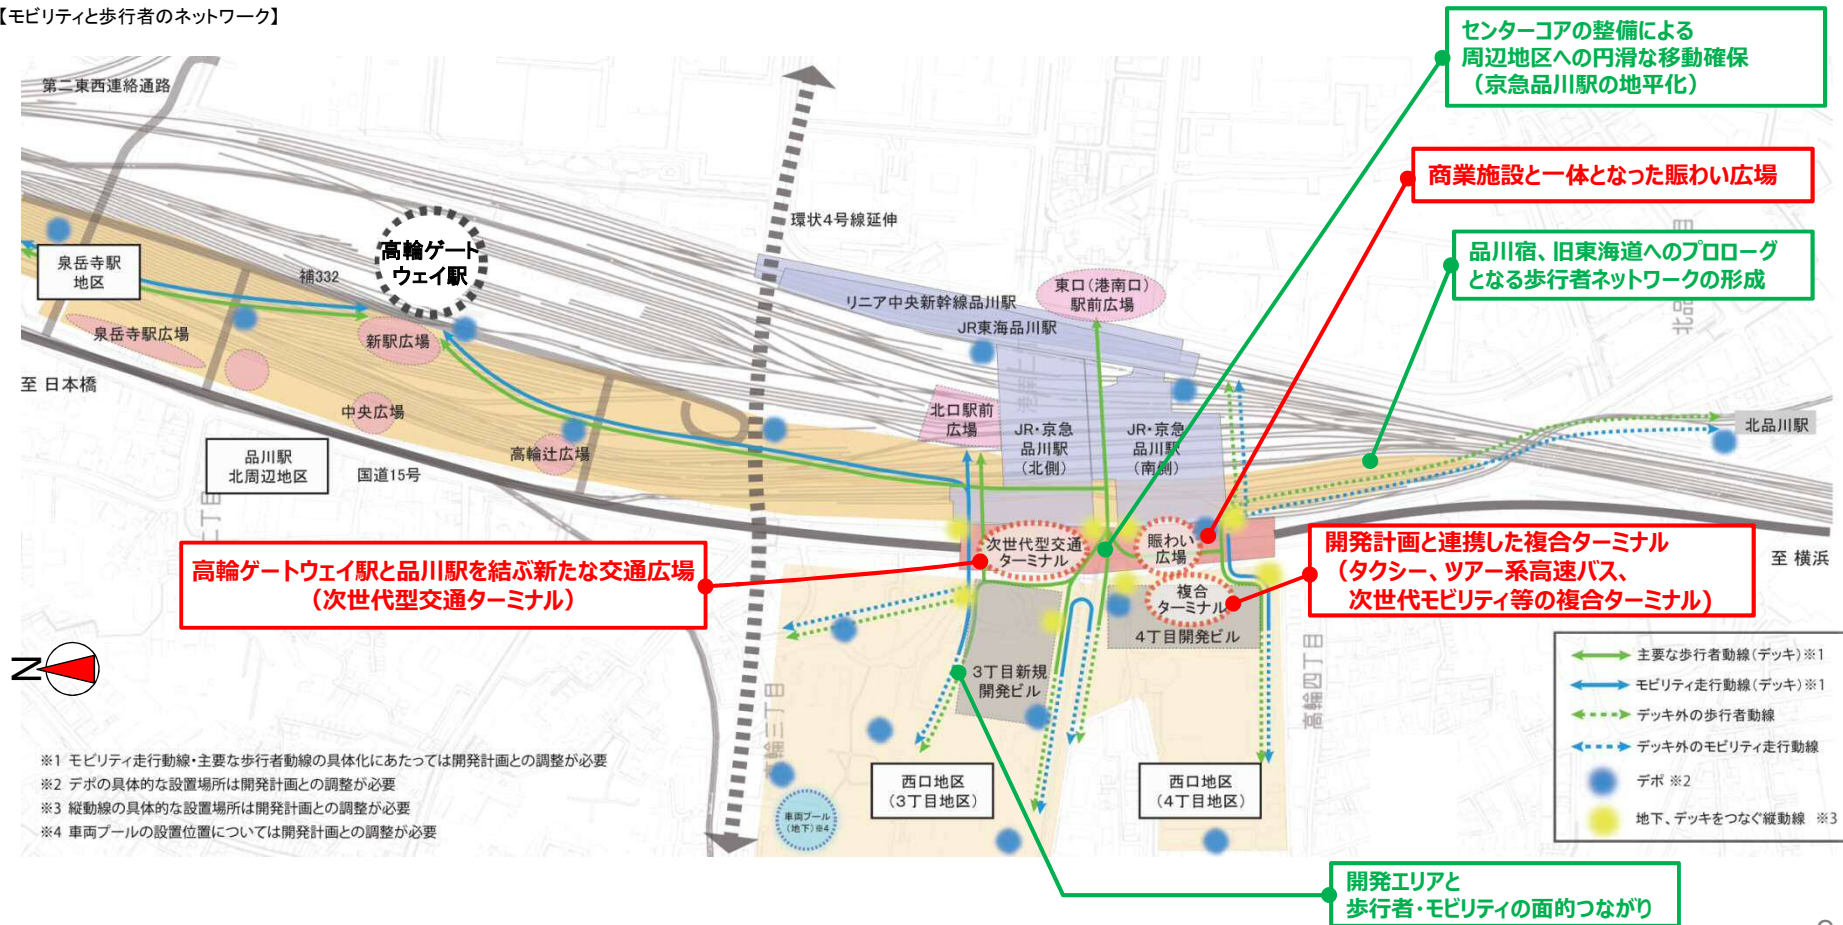 【モビリティと歩行者のネットワーク】
センターコアの整備による
周辺地区への円滑な移動確保
(京急品川駅の地平化)
第二東西連絡通路
商業施設と一体となった賑わい広場
環状4号線延伸
品川宿、旧東海道へのプロローグ
となる歩行者ネットワークの形成
高輪ゲート
ウェイ駅
泉岳寺駅
地区
補332
東口(港南口)
駅前広場
リニア中央新幹線品川駅
JR東海品川駅
泉岳寺駅広場
新駅広場
至 日本橋
中央広場
北口駅前
広場
JR・京急
品川駅
(北側)
JR・京急
品川駅
(南側)
北品川駅
高輪辻広場
品川駅
北周辺地区
国道15号
次世代型交通
ターミナル
賑わい
広場
至 横浜
高輪ゲートウェイ駅と品川駅を結ぶ新たな交通広場
(次世代型交通ターミナル)
開発計画と連携した複合ターミナル
(タクシー、ツアー系高速バス、
次世代モビリティ等の複合ターミナル)
複合
ターミナル
4丁目開発ビル
3丁目新規
開発ビル
高輪三丁目
高輪四丁目
N
主要な歩行者動線(デッキ)※1
モビリティ走行動線(デッキ)※1
デッキ外の歩行者動線
デッキ外のモビリティ走行動線
デポ ※2
地下、デッキをつなぐ縦動線 ※3
※1 モビリティ走行動線・主要な歩行者動線の具体化にあたっては開発計画との調整が必要
※2 デポの具体的な設置場所は開発計画との調整が必要
※3 縦動線の具体的な設置場所は開発計画との調整が必要
※4 車両プールの設置位置については開発計画との調整が必要
西口地区
(3丁目地区)
西口地区
(4丁目地区)
車両プール
(地下)※4
開発エリアと
歩行者・モビリティの面的つながり